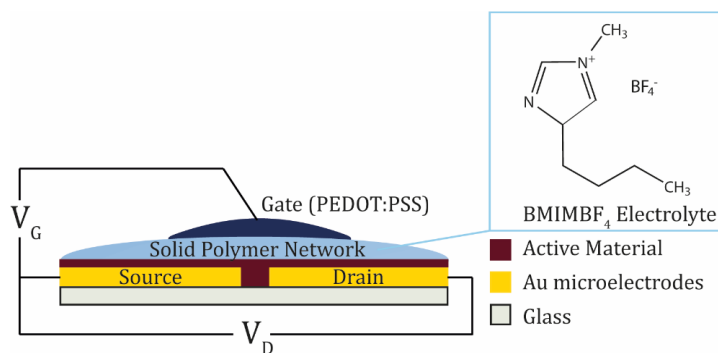 CH3
N+
BF4-
N
CH3
BMIMBF4 Electrolyte
Gate (PEDOT:PSS)
VG
Solid Polymer Network
Source
Drain
VD
Active Material
Au microelectrodes
Glass